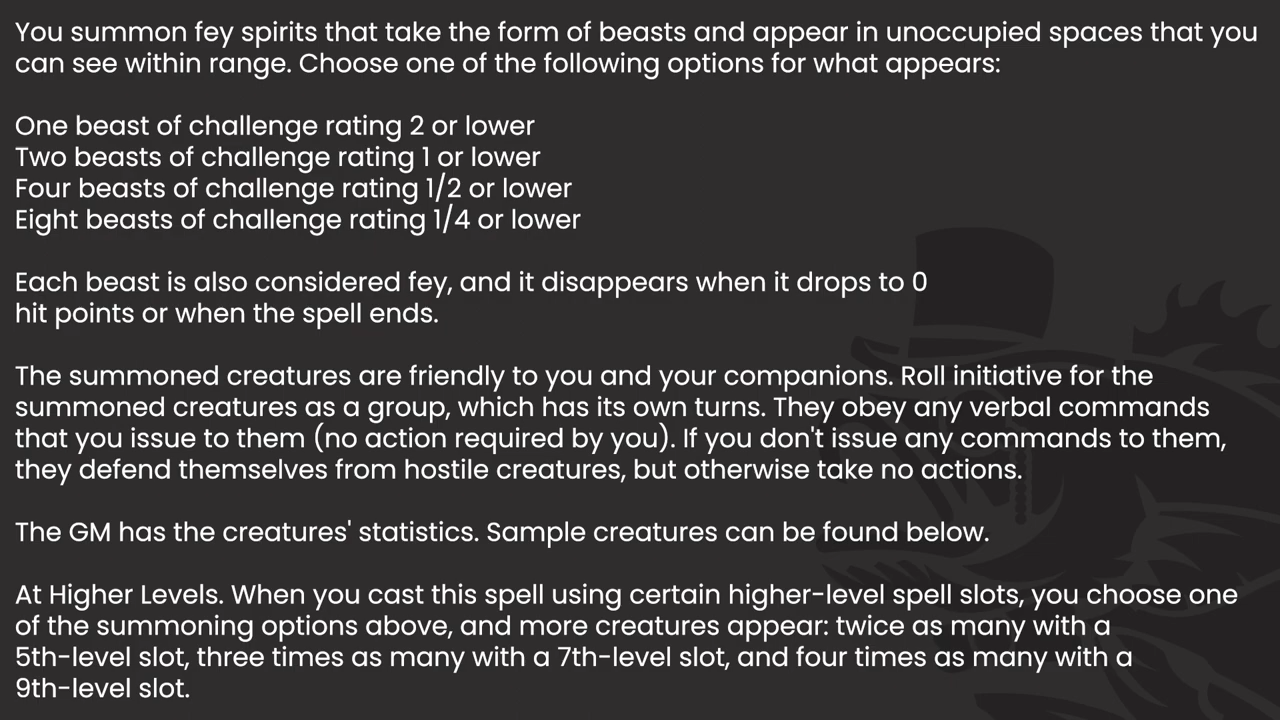 You summon fey spirits that take the form of beasts and appear in unoccupied spaces that you
can see within range. Choose one of the following options for what appears:
One beast of challenge rating 2 or lower
Two beasts of challenge rating 1 or lower
Four beasts of challenge rating 1/2 or lower
Eight beasts of challenge rating 1/4 or lower
Each beast is also considered fey, and it disappears when it drops to 0
hit points or when the spell ends.
The summoned creatures are friendly to you and your companions. Roll initiative for the
summoned creatures as a group, which has its own turns. They obey any verbal commands
that you issue to them (no action required by you). If you don't issue any commands to them,
they defend themselves from hostile creatures, but otherwise take no actions.
The GM has the creatures' statistics. Sample creatures can be found below.
At Higher Levels. When you cast this spell using certain higher-level spell slots, you choose one
of the summoning options above, and more creatures appear: twice as many with a
5th-level slot, three times as many with a 7th-level slot, and four times as many with a
9th-level slot.